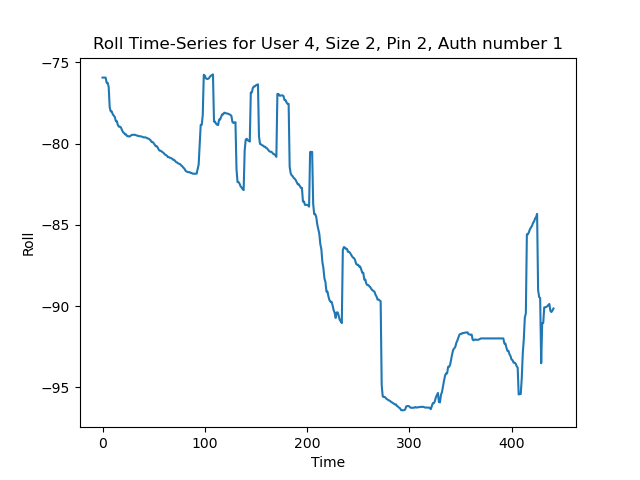 Roll Time-Series for User 4, Size 2, Pin 2, Auth number 1
−75
−80
−85
−90
−95
Roll
0 100 200 300 400
Time